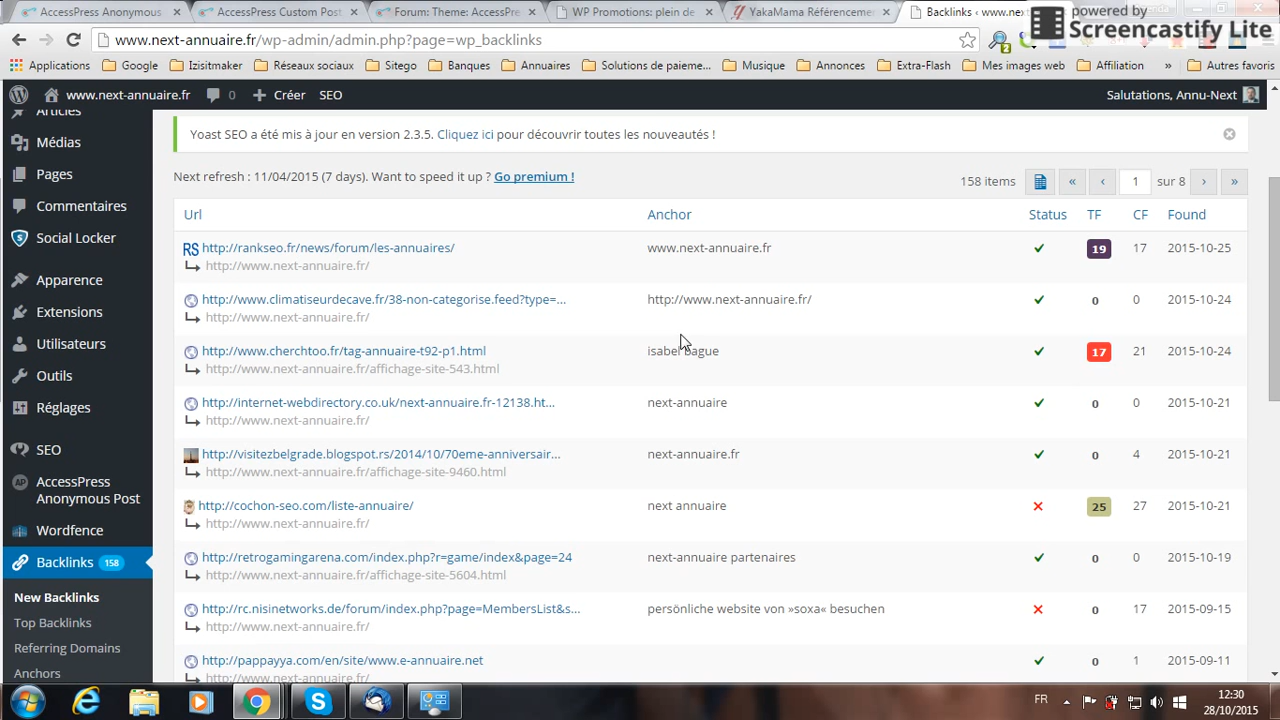 AccessPress Anonymous
AccessPress Custom Post
Forum: Theme: AccessPre
WP Promotions: plein de
YakaMama Référenceme
Backlinks ‹ www.ne
powered by
Screencastify Lite
www.next-annuaire.fr/wp-admin/admin.php?page=wp_backlinks
2
Applications
Google
Izisitmaker
Réseaux sociaux
Sitego
Banques
Annuaires
Solutions de paieme...
Musique
Annonces
Extra-Flash
Mes images web
Affiliation
»
Autres favoris
www.next-annuaire.fr
0
Créer
SEO
Salutations, Annu-Next
Articles
Médias
Pages
Commentaires
Social Locker
Apparence
Extensions
Utilisateurs
Outils
Réglages
SEO
AccessPress
Anonymous Post
Wordfence
Backlinks 158
New Backlinks
Top Backlinks
Referring Domains
Anchors
Yoast SEO a été mis à jour en version 2.3.5. Cliquez ici pour découvrir toutes les nouveautés !
Next refresh : 11/04/2015 (7 days). Want to speed it up ? Go premium !
158 items « ‹ 1 sur 8 › »
Url Anchor Status TF CF Found
RS http://rankseo.fr/news/forum/les-annuaires/ www.next-annuaire.fr 19 17 2015-10-25
http://www.next-annuaire.fr/
http://www.climatiseurdecave.fr/38-non-categorise.feed?type=... http://www.next-annuaire.fr/ 0 0 2015-10-24
http://www.next-annuaire.fr/
http://www.cherchtoo.fr/tag-annuaire-t92-p1.html isabel bague 17 21 2015-10-24
http://www.next-annuaire.fr/affichage-site-543.html
http://internet-webdirectory.co.uk/next-annuaire.fr-12138.ht... next-annuaire 0 0 2015-10-21
http://www.next-annuaire.fr/
http://visitezbelgrade.blogspot.rs/2014/10/70eme-anniversair... next-annuaire.fr 0 4 2015-10-21
http://www.next-annuaire.fr/affichage-site-9460.html
http://cochon-seo.com/liste-annuaire/ next annuaire 25 27 2015-10-21
http://www.next-annuaire.fr/
http://retrogamingarena.com/index.php?r=game/index&page=24 next-annuaire partenaires 0 0 2015-10-19
http://www.next-annuaire.fr/affichage-site-5604.html
http://rc.nisinetworks.de/forum/index.php?page=MembersList&s... persönliche website von »soxa« besuchen 0 17 2015-09-15
http://www.next-annuaire.fr/
http://pappayya.com/en/site/www.e-annuaire.net 0 1 2015-09-11
http://www.next-annuaire.fr/
FR
12:30
28/10/2015